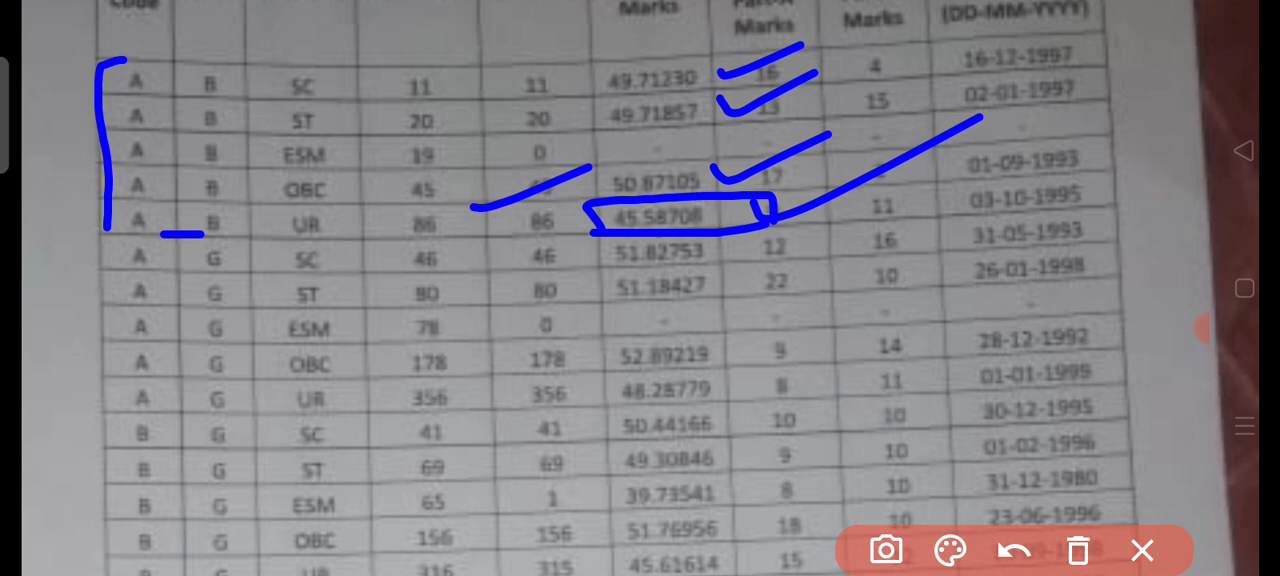 Code Marks Part-A Marks Marks (DD-MM-YYYY)
A B SC 11 11 49.71230 16 4 16-12-1997
A B ST 20 20 49.71857 13 15 02-01-1997
A B ESM 19 0 - - - -
A B OBC 45 50.87105 17 01-09-1993
A B UR 86 86 45.58708 11 03-10-1995
A G SC 46 46 51.82753 12 16 31-05-1993
A G ST 80 80 51.18427 22 10 26-01-1998
A G ESM 78 0 - - - -
A G OBC 178 178 52.89219 9 14 28-12-1992
A G UR 356 356 48.28779 8 11 01-01-1999
B G SC 41 41 50.44166 10 10 30-12-1995
B G ST 69 69 49.30846 9 10 01-02-1996
B G ESM 65 1 39.73541 8 10 31-12-1980
B G OBC 156 156 51.76956 18 10 23-06-1996
B G UR 316 315 45.61614 15